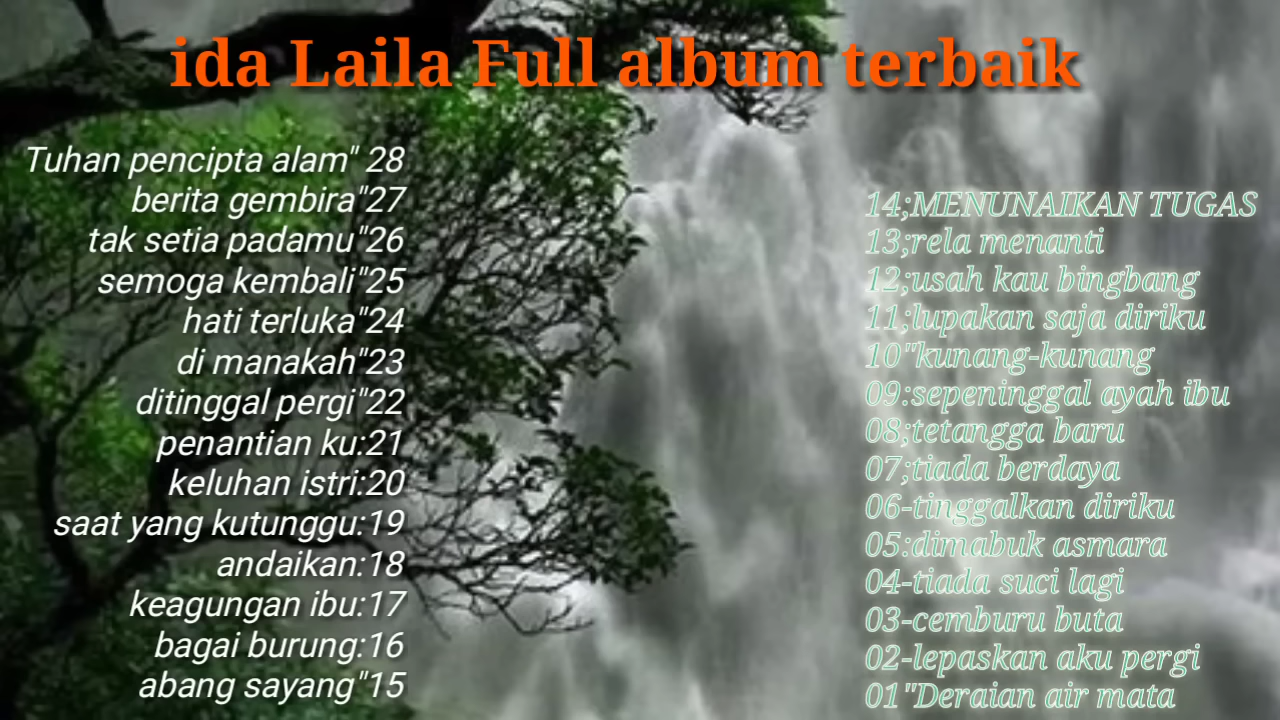 ida Laila Full album terbaik
Tuhan pencipta alam" 28
berita gembira"27
tak setia padamu"26
semoga kembali"25
hati terluka"24
di manakah"23
ditinggal pergi"22
penantian ku:21
keluhan istri:20
saat yang kutunggu:19
andaikan:18
keagungan ibu:17
bagai burung:16
abang sayang"15
14;MENUNAIKAN TUGAS
13;rela menanti
12;usah kau bingbang
11;lupakan saja diriku
10"kunang-kunang
09:sepeninggal ayah ibu
08;tetangga baru
07;tiada berdaya
06-tinggalkan diriku
05:dimabuk asmara
04-tiada suci lagi
03-cemburu buta
02-lepaskan aku pergi
01"Deraian air mata